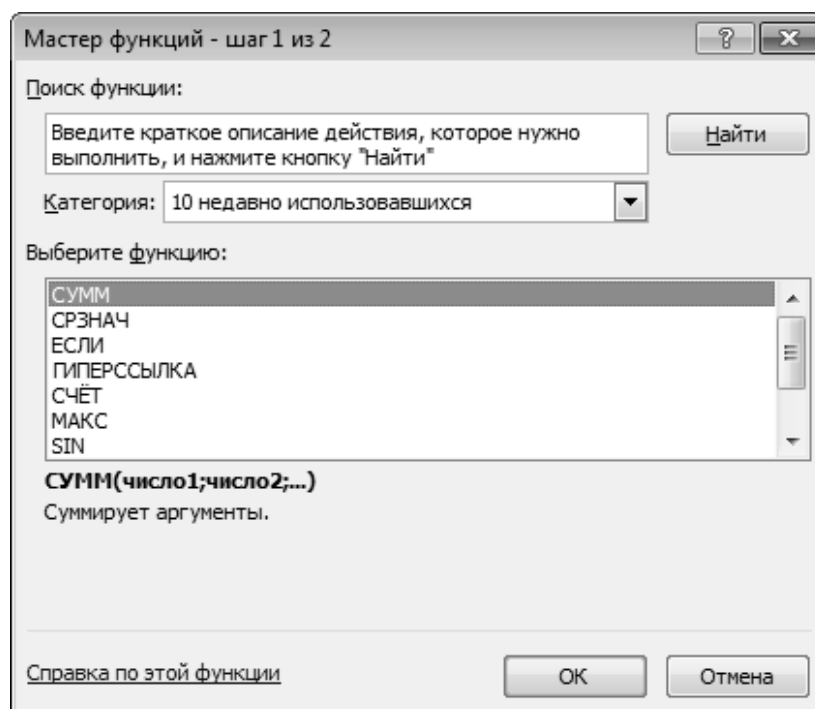 Мастер функций - шаг 1 из 2
Поиск функции:
Введите краткое описание действия, которое нужно
выполнить, и нажмите кнопку "Найти"
Найти
Категория: 10 недавно использовавшихся
Выберите функцию:
СУММ
СРЗНАЧ
ЕСЛИ
ГИПЕРССЫЛКА
СЧЁТ
МАКС
SIN
СУММ(число1;число2;...)
Суммирует аргументы.
Справка по этой функции
ОК
Отмена